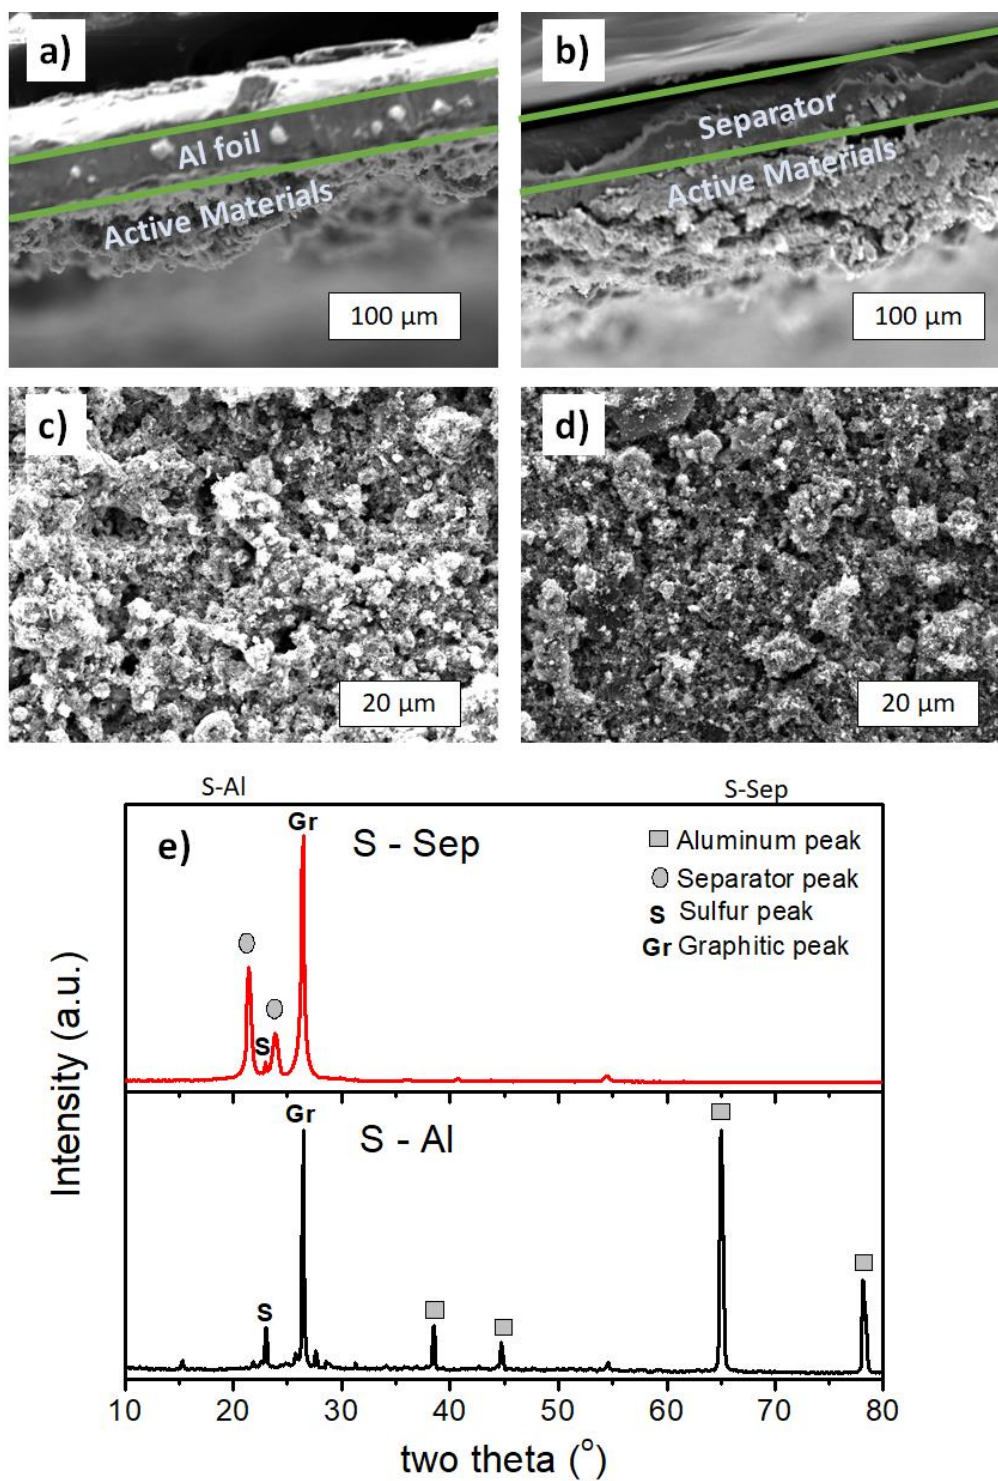 a)
Al foil
Active Materials
100 µm
b)
Separator
Active Materials
100 µm
c)
20 µm
d)
20 µm
S-Al
S-Sep
e)
S - Sep
Gr
S
Aluminum peak
Separator peak
S Sulfur peak
Gr Graphitic peak
S - Al
Gr
S
Intensity (a.u.)
10 20 30 40 50 60 70 80
two theta (°)